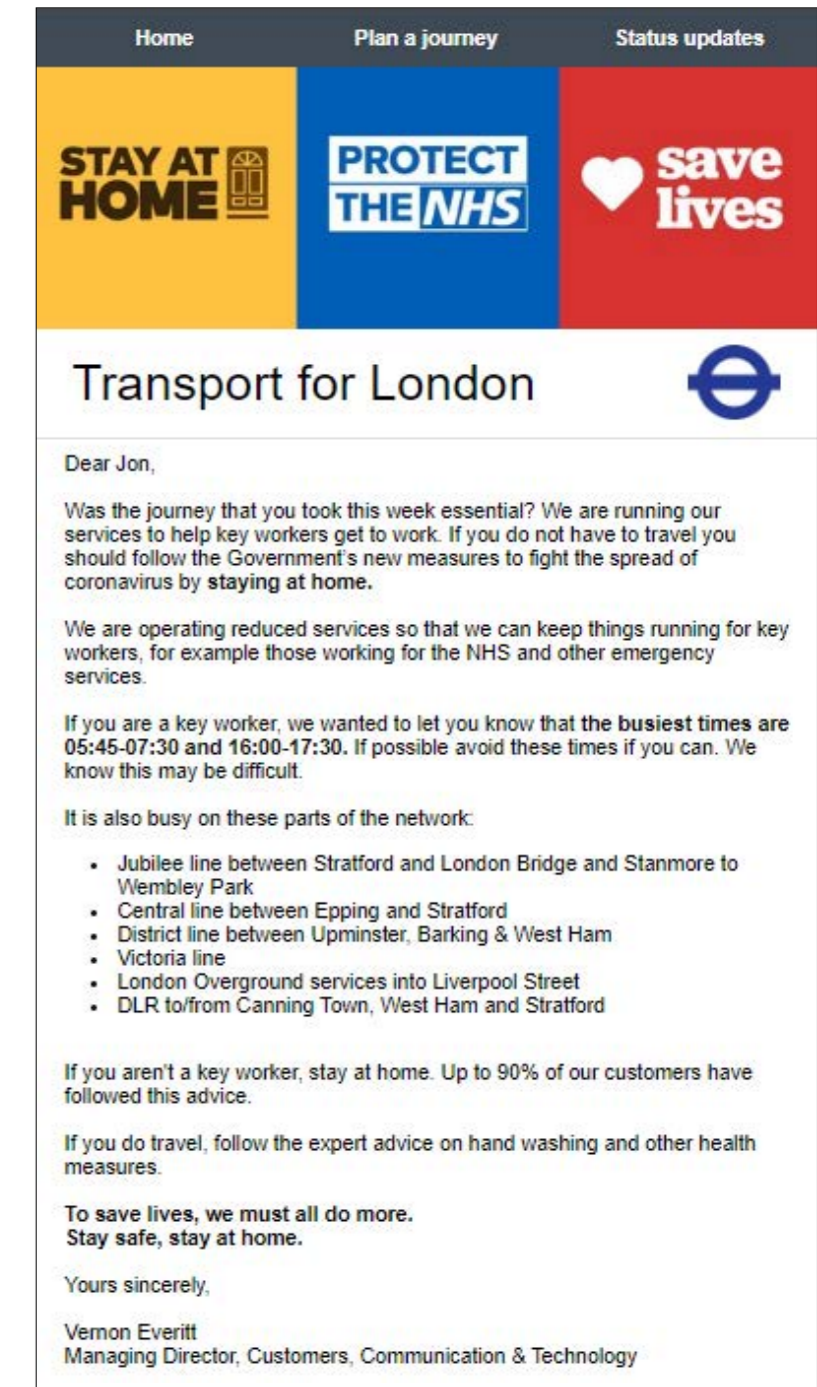 Home Plan a journey Status updates
STAY AT
HOME
PROTECT
THE NHS
save
lives
Transport for London
Dear Jon,
Was the journey that you took this week essential? We are running our
services to help key workers get to work. If you do not have to travel you
should follow the Government's new measures to fight the spread of
coronavirus by staying at home.
We are operating reduced services so that we can keep things running for key
workers, for example those working for the NHS and other emergency
services.
If you are a key worker, we wanted to let you know that the busiest times are
05:45-07:30 and 16:00-17:30. If possible avoid these times if you can. We
know this may be difficult.
It is also busy on these parts of the network:
• Jubilee line between Stratford and London Bridge and Stanmore to
Wembley Park
• Central line between Epping and Stratford
• District line between Upminster, Barking & West Ham
• Victoria line
• London Overground services into Liverpool Street
• DLR to/from Canning Town, West Ham and Stratford
If you aren't a key worker, stay at home. Up to 90% of our customers have
followed this advice.
If you do travel, follow the expert advice on hand washing and other health
measures.
To save lives, we must all do more.
Stay safe, stay at home.
Yours sincerely,
Vernon Everitt
Managing Director, Customers, Communication & Technology